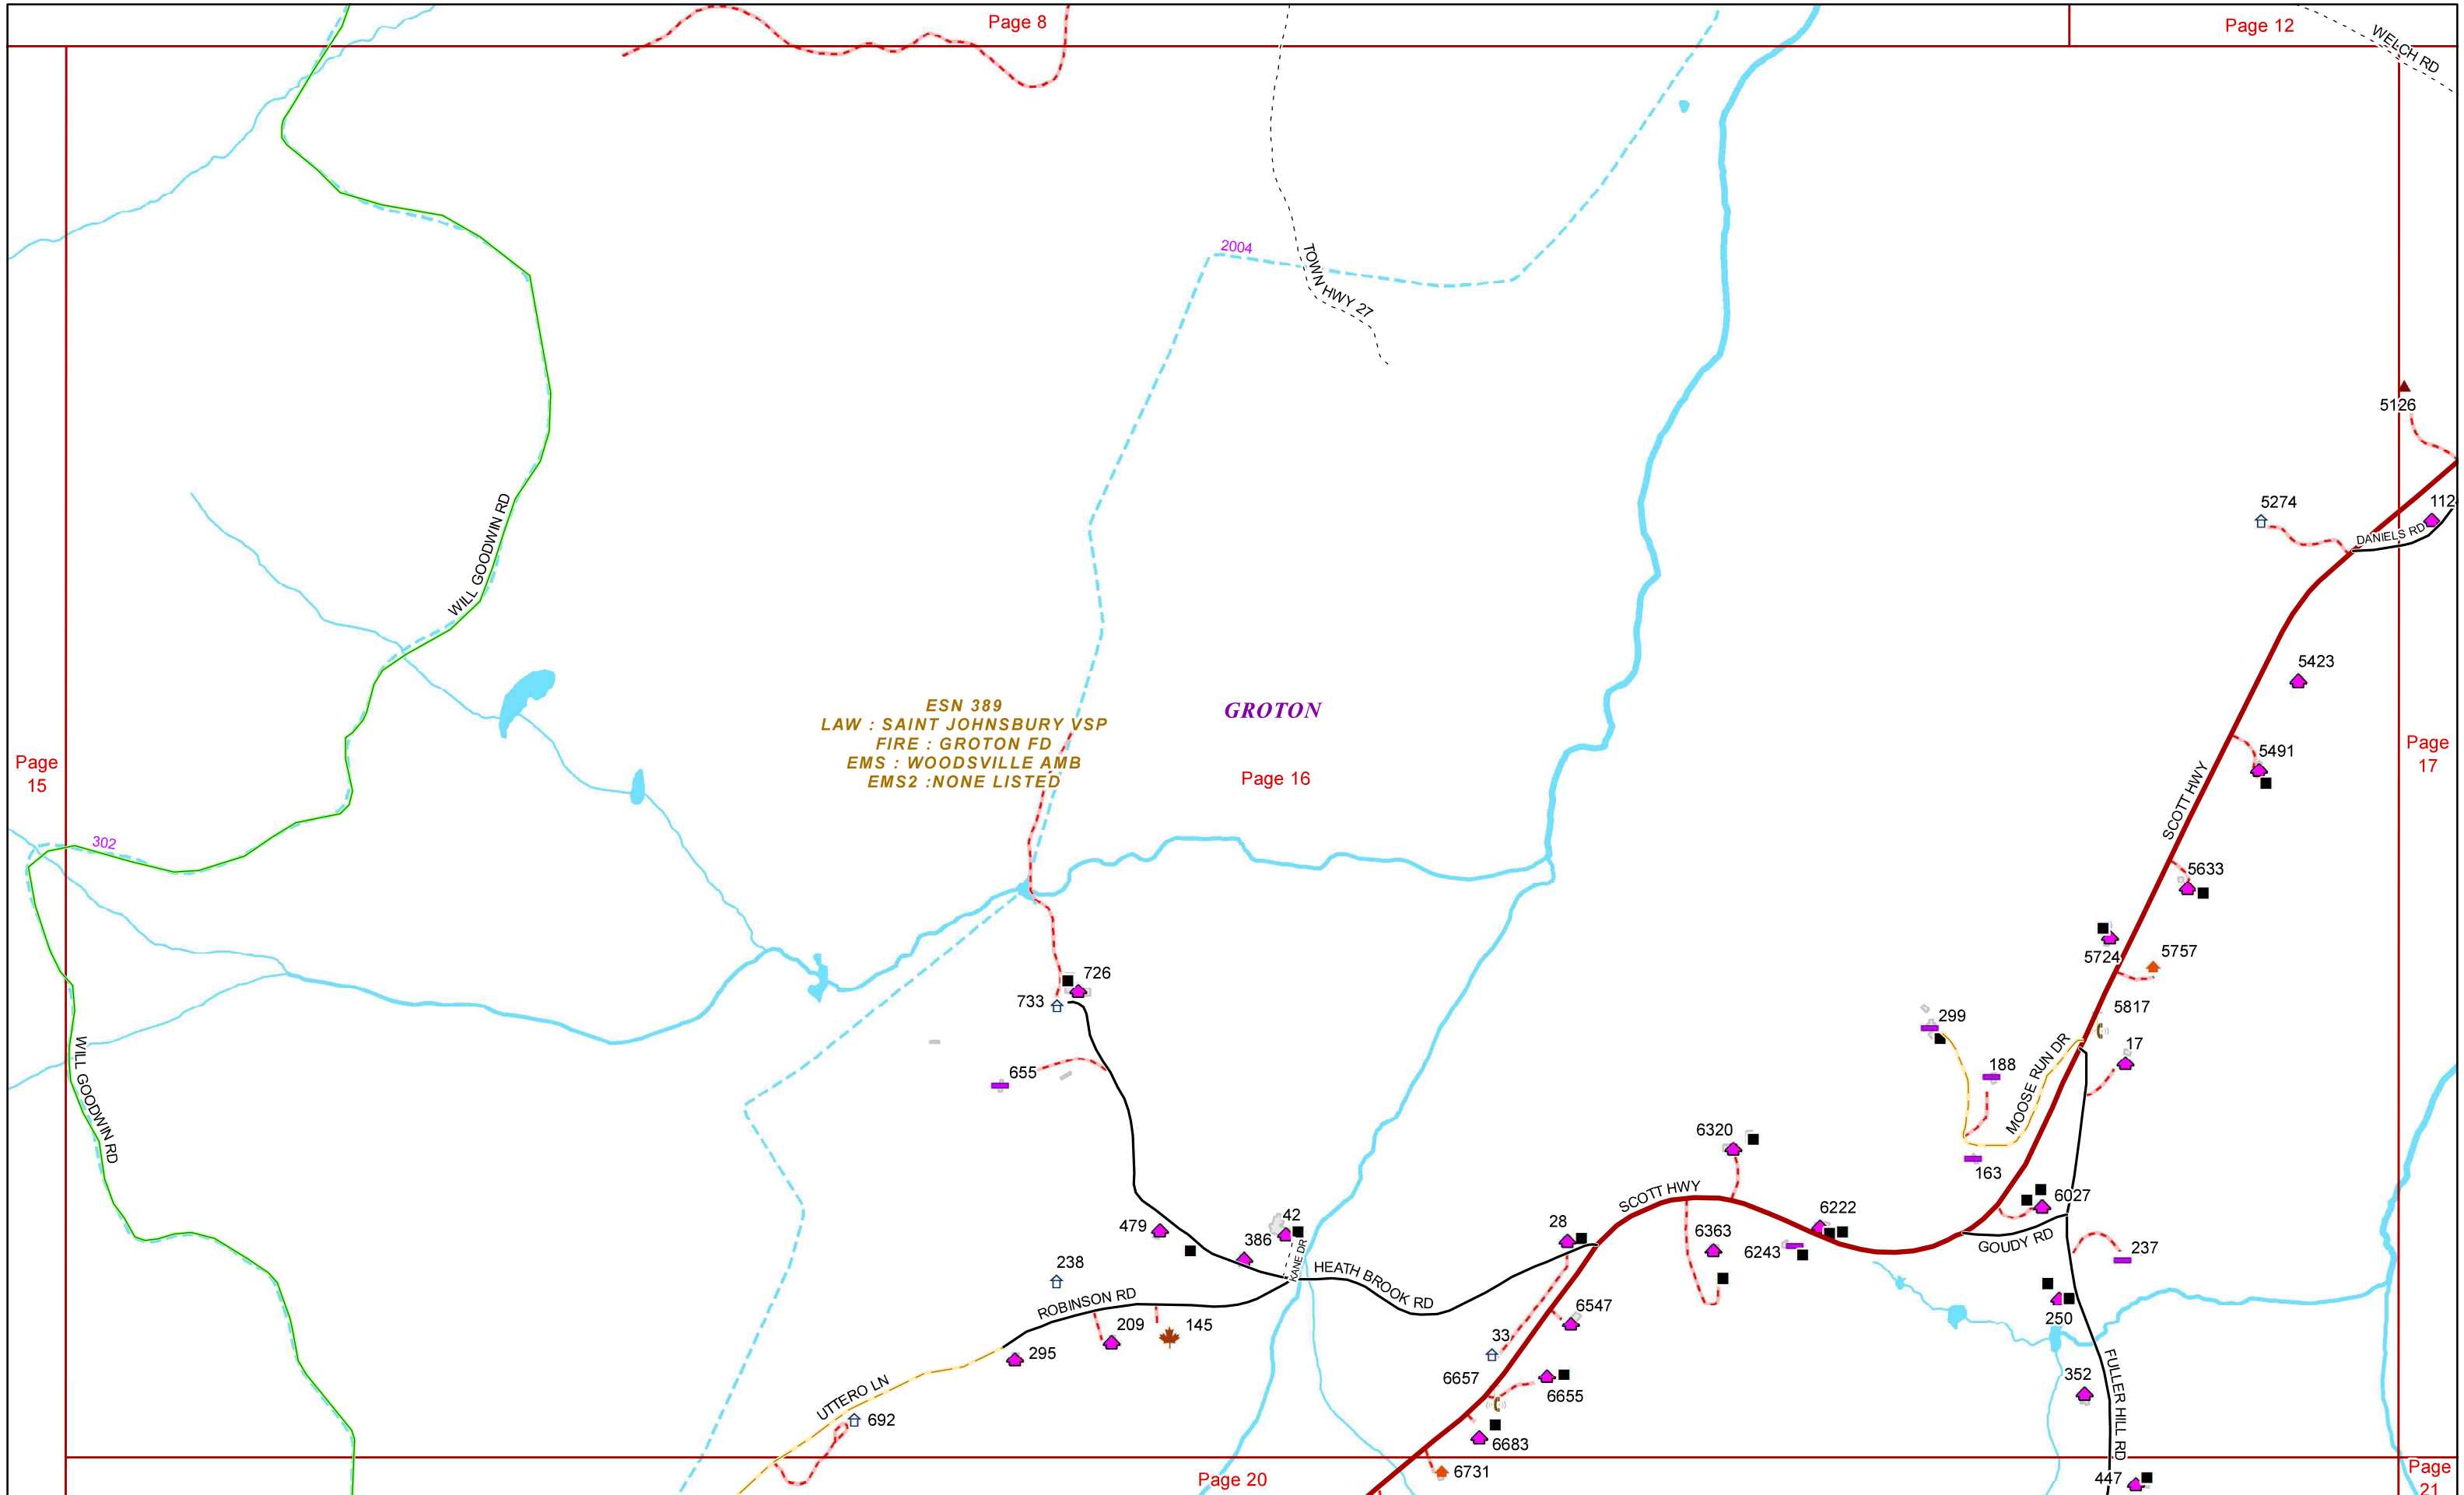 Page 8
Page 12
WELCH RD
2004
TOWN HWY 27
5126
5274
112
DANIELS RD
WILL GOODWIN RD
5423
ESN 389
LAW : SAINT JOHNSBURY VSP
FIRE : GROTON FD
EMS : WOODSVILLE AMB
EMS2 :NONE LISTED
GROTON
Page 16
Page
15
Page
17
5491
SCOTT HWY
302
5633
5724
5757
726
733
5817
299
17
655
188
MOOSE RUN DR
WILL GOODWIN RD
163
6320
SCOTT HWY
6027
479
42
386
KANE DR
28
6222
6363
6243
GOUDY RD
237
238
HEATH BROOK RD
ROBINSON RD
209
145
295
6547
33
250
6657
6655
352
FULLER HILL RD
UTTERO LN
692
6683
6731
Page 20
447
Page
21